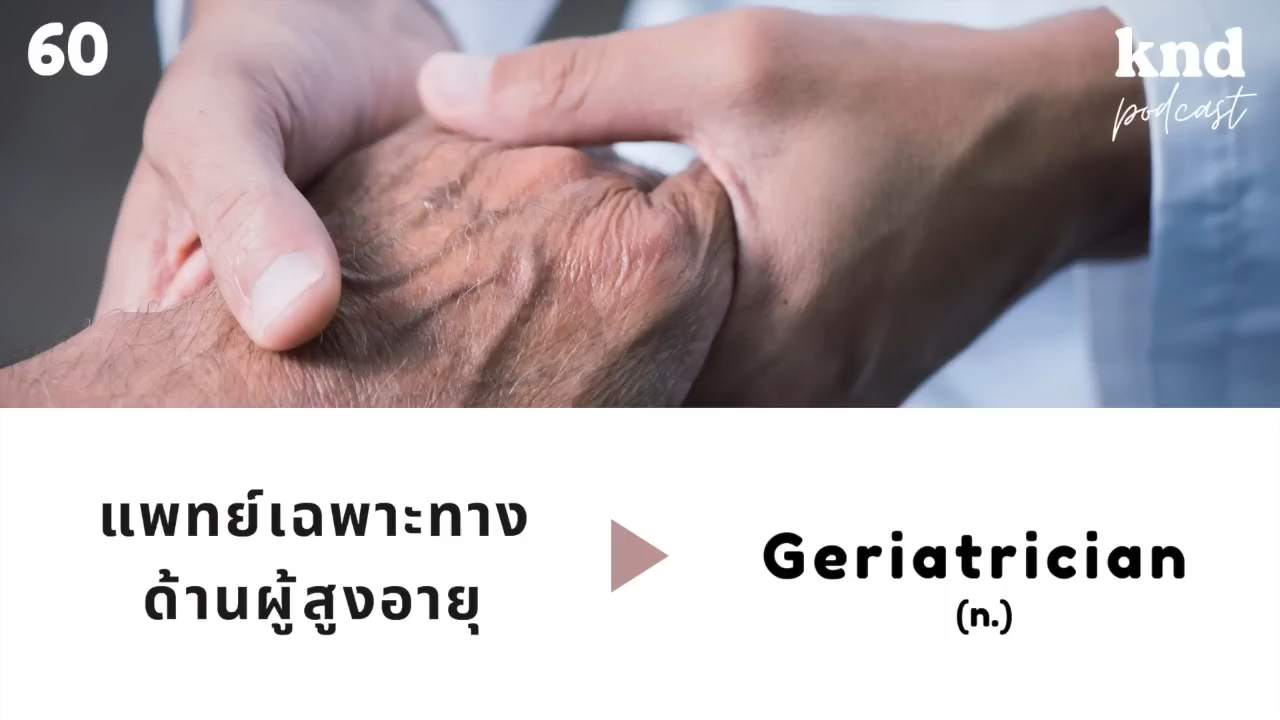 60
knd
podcast
แพทย์เฉพาะทาง
ด้านผู้สูงอายุ
Geriatrician
(n.)